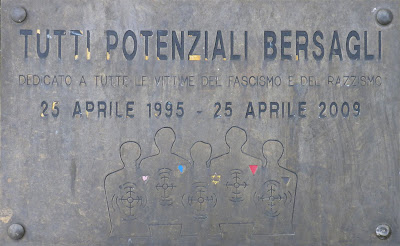 TUTTI POTENZIALI BERSAGLI
DEDICATO A TUTTE LE VITTIME DEL FASCISMO E DEL RAZZISMO
25 APRILE 1995 - 25 APRILE 2009